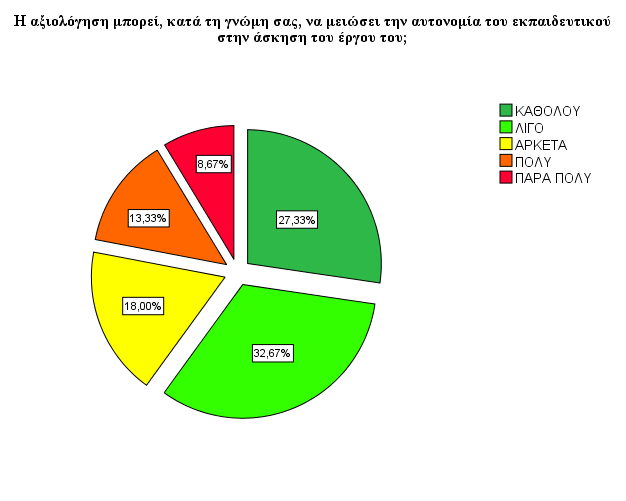 Η αξιολόγηση μπορεί, κατά τη γνώμη σας, να μειώσει την αυτονομία του εκπαιδευτικού
στην άσκηση του έργου του;
ΚΑΘΟΛΟΥ
ΛΙΓΟ
ΑΡΚΕΤΑ
ΠΟΛΥ
ΠΑΡΑ ΠΟΛΥ
8,67%
27,33%
13,33%
18,00%
32,67%